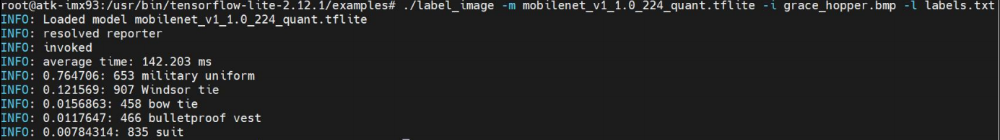 root@atk-imx93:/usr/bin/tensorflow-lite-2.12.1/examples# ./label_image -m mobilenet_v1_1.0_224_quant.tflite -i grace_hopper.bmp -l labels.txt
INFO: Loaded model mobilenet_v1_1.0_224_quant.tflite
INFO: resolved reporter
INFO: invoked
INFO: average time: 142.203 ms
INFO: 0.764706: 653 military uniform
INFO: 0.121569: 907 Windsor tie
INFO: 0.0156863: 458 bow tie
INFO: 0.0117647: 466 bulletproof vest
INFO: 0.00784314: 835 suit